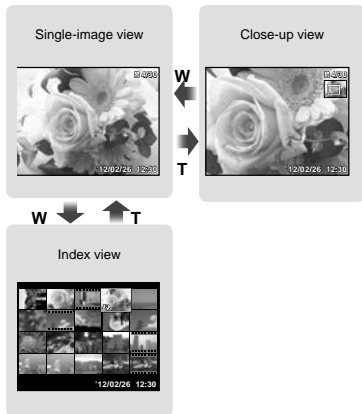 Single-image view
4/30
'12/02/26 12:30
W
T
Close-up view
4/30
'12/02/26 12:30
W
T
Index view
'12/02/26 12:30